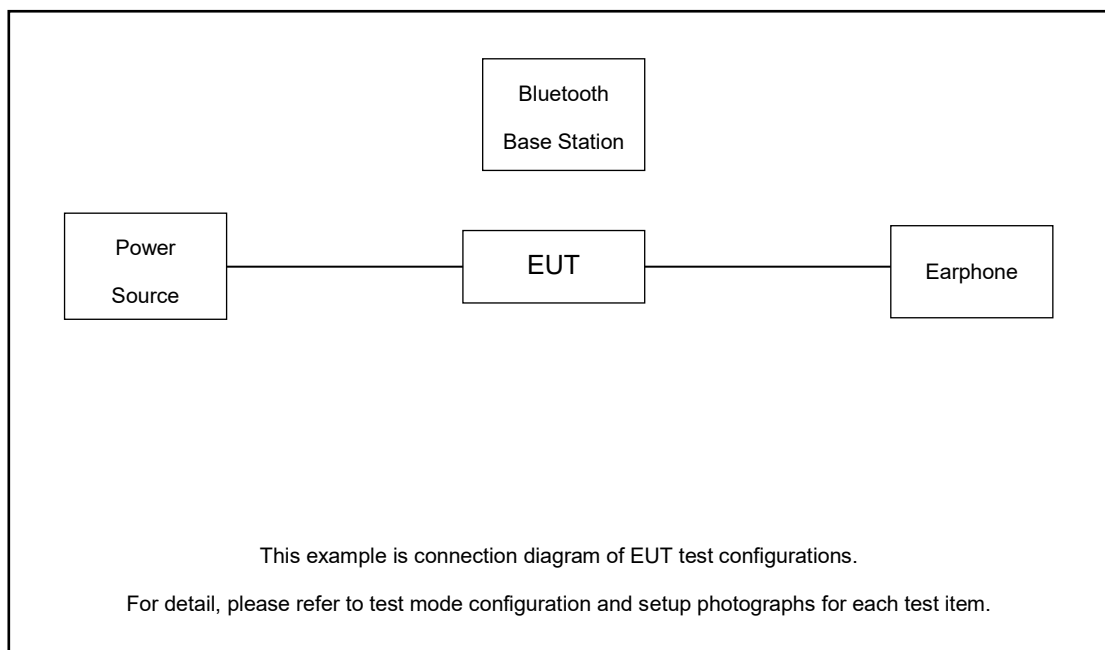 Bluetooth
Base Station
Power
Source
EUT
Earphone
This example is connection diagram of EUT test configurations.
For detail, please refer to test mode configuration and setup photographs for each test item.